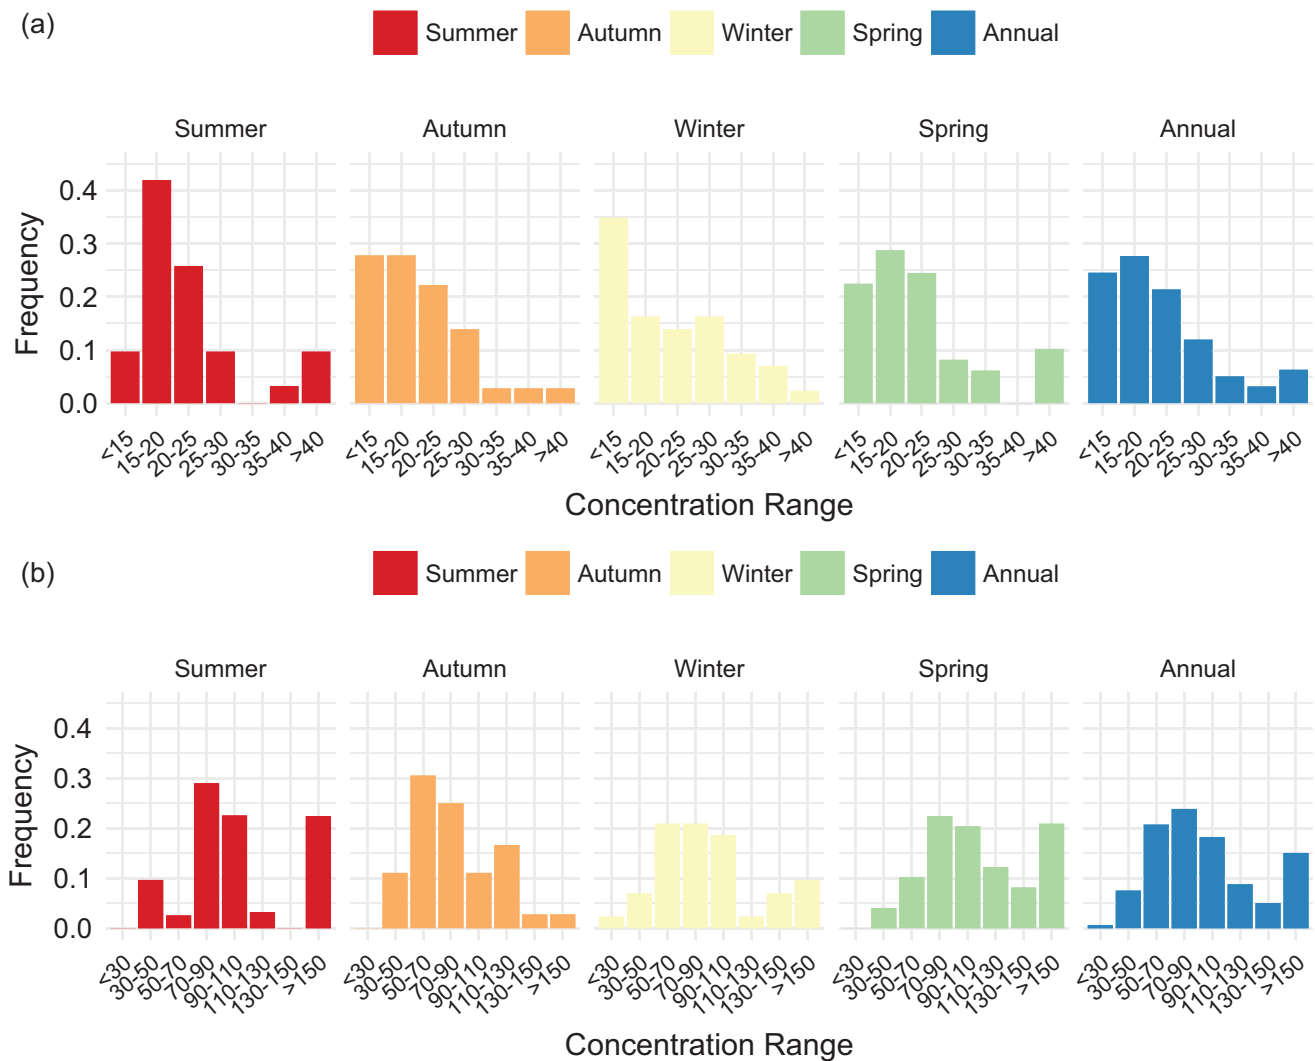 (a)
Summer Autumn Winter Spring Annual
Summer Autumn Winter Spring Annual
Frequency
0.4
0.3
0.2
0.1
0.0
<15 15-20 20-25 25-30 30-35 35-40 >40 <15 15-20 20-25 25-30 30-35 35-40 >40 <15 15-20 20-25 25-30 30-35 35-40 >40 <15 15-20 20-25 25-30 30-35 35-40 >40 <15 15-20 20-25 25-30 30-35 35-40 >40
Concentration Range
(b)
Summer Autumn Winter Spring Annual
Summer Autumn Winter Spring Annual
Frequency
0.4
0.3
0.2
0.1
0.0
<30 30-50 50-70 70-90 90-110 110-130 130-150 >150 <30 30-50 50-70 70-90 90-110 110-130 130-150 >150 <30 30-50 50-70 70-90 90-110 110-130 130-150 >150 <30 30-50 50-70 70-90 90-110 110-130 130-150 >150 <30 30-50 50-70 70-90 90-110 110-130 130-150 >150
Concentration Range